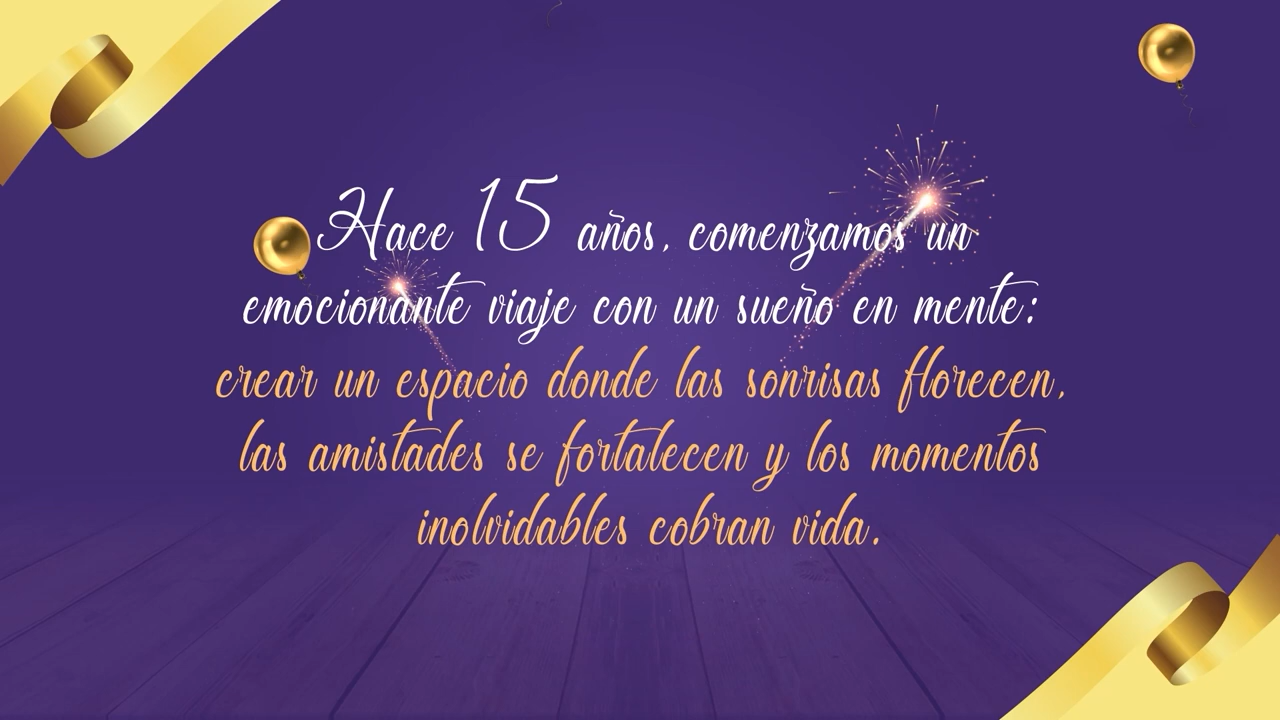 Hace 15 años, comenzamos un
emocionante viaje con un sueño en mente:
crear un espacio donde las sonrisas florecen,
las amistades se fortalecen y los momentos
inolvidables cobran vida.